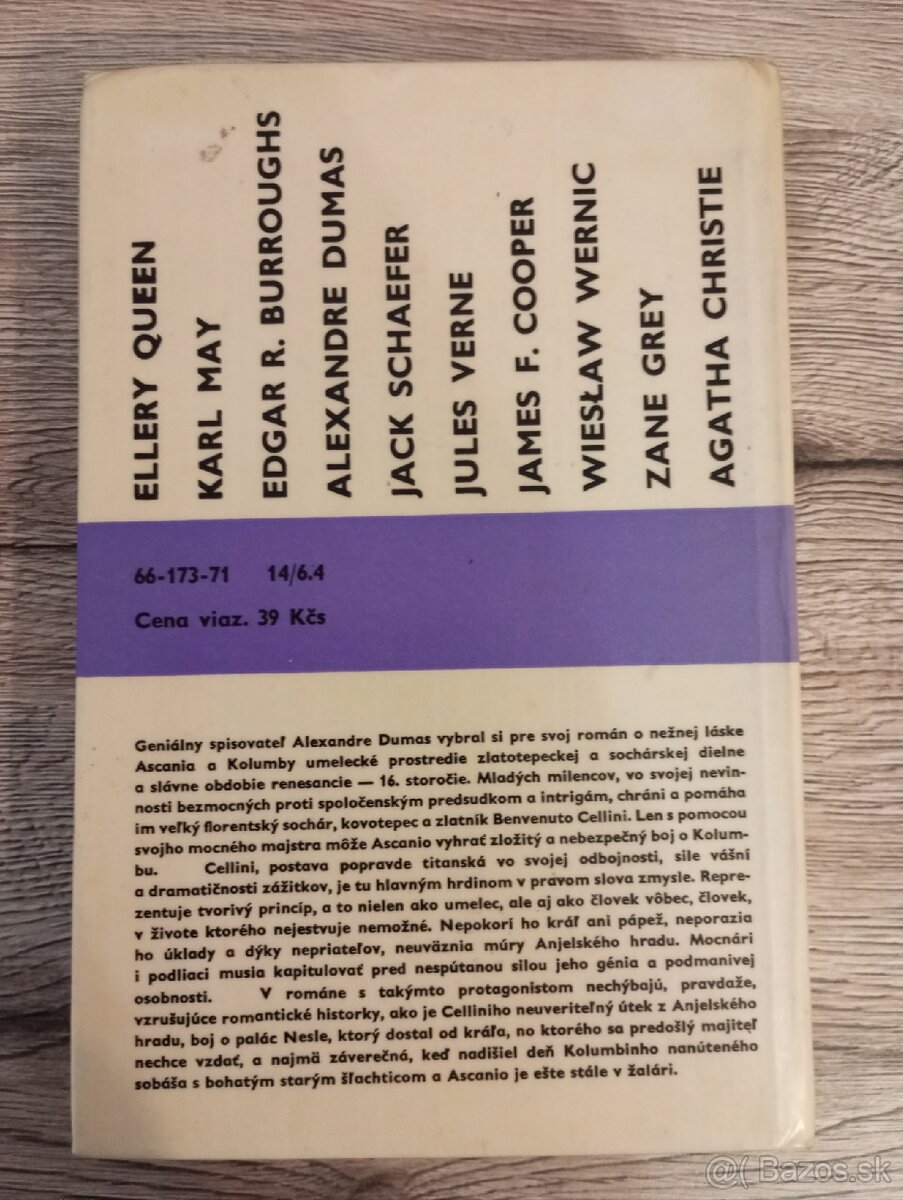 ELLERY QUEEN
KARL MAY
EDGAR R. BURROUGHS
ALEXANDRE DUMAS
JACK SCHAEFER
JULES VERNE
JAMES F. COOPER
WIESŁAW WERNIC
ZANE GREY
AGATHA CHRISTIE
66-173-71 14/6.4
Cena viaz. 39 Kčs
Geniálny spisovateľ Alexandre Dumas vybral si pre svoj román o nežnej láske
Ascania a Kolumby umelecké prostredie zlatotepeckej a sochárskej dielne
a slávne obdobie renesancie — 16. storočie. Mladých milencov, vo svojej nevin-
nosti bezmocných proti spoločenským predsudkom a intrigám, chráni a pomáha
im veľký florentský sochár, kovotepec a zlatník Benvenuto Cellini. Len s pomocou
svojho mocného majstra môže Ascanio vyhrať zložitý a nebezpečný boj o Kolum-
bu. Cellini, postava popravde titanská vo svojej odbojnosti, sile vášní
a dramatičnosti zážitkov, je tu hlavným hrdinom v pravom slova zmysle. Repre-
zentuje tvorivý princíp, a to nielen ako umelec, ale aj ako človek vôbec, človek,
v živote ktorého nejestvuje nemožné. Nepokorí ho kráľ ani pápež, neporazia
ho úklady a dýky nepriateľov, neuväznia múry Anjelského hradu. Mocnári
i podliaci musia kapitulovať pred nespútanou silou jeho génia a podmanivej
osobnosti. V románe s takýmto protagonistom nechýbajú, pravdaže,
vzrušujúce romantické historky, ako je Celliniho neuveriteľný útek z Anjelského
hradu, boj o palác Nesle, ktorý dostal od kráľa, no ktorého sa predošlý majiteľ
nechce vzdať, a najmä záverečná, keď nadišiel deň Kolumbinho nanúteného
sobáša s bohatým starým šľachticom a Ascanio je ešte stále v žalári.
@( Bazos.sk